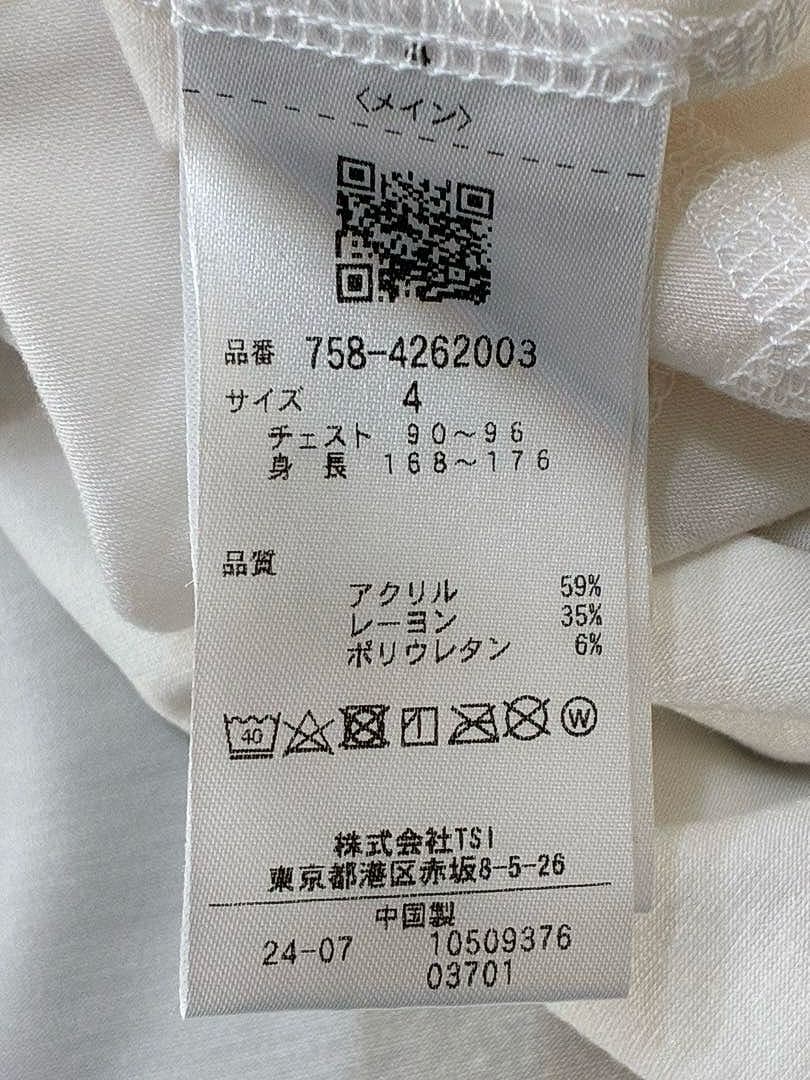 〈メイン〉
品番 758-4262003
サイズ 4
チェスト 90～96
身長 168～176
品質
アクリル 59%
レーヨン 35%
ポリウレタン 6%
40 W
株式会社TSI
東京都港区赤坂8-5-26
中国製
24-07 10509376
03701